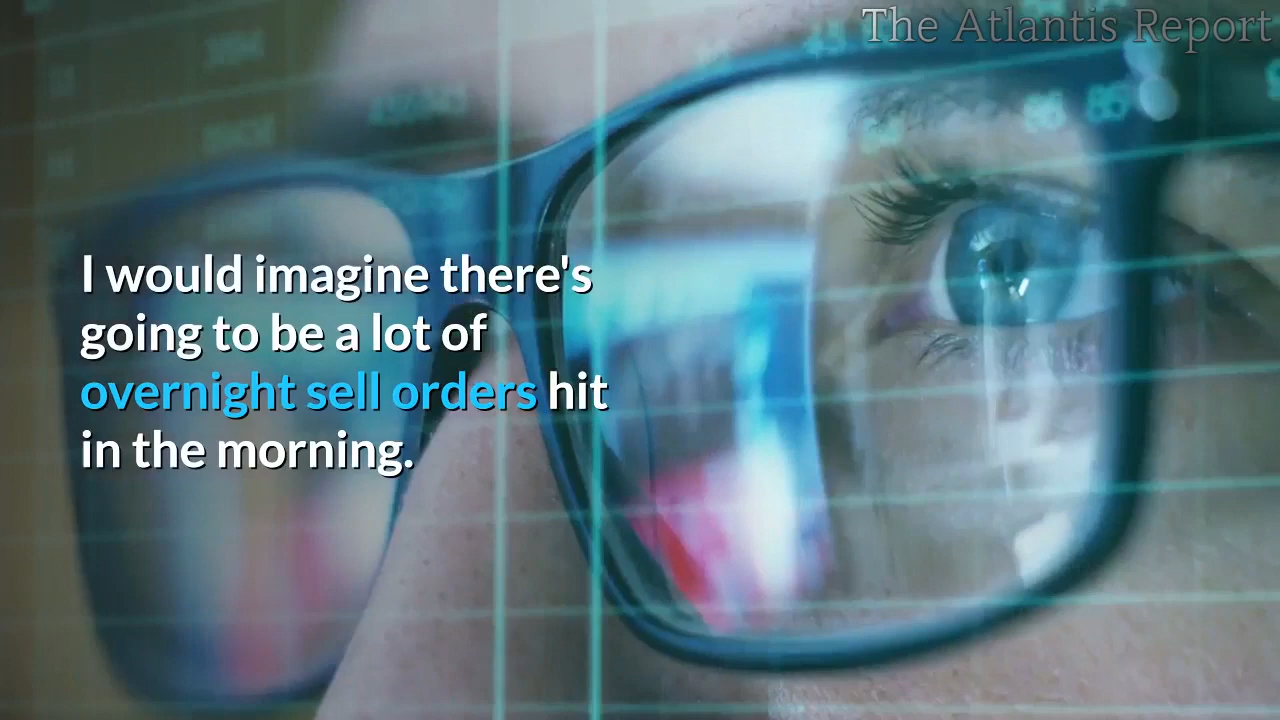 The Atlantis Report
I would imagine there's
going to be a lot of
overnight sell orders hit
in the morning.